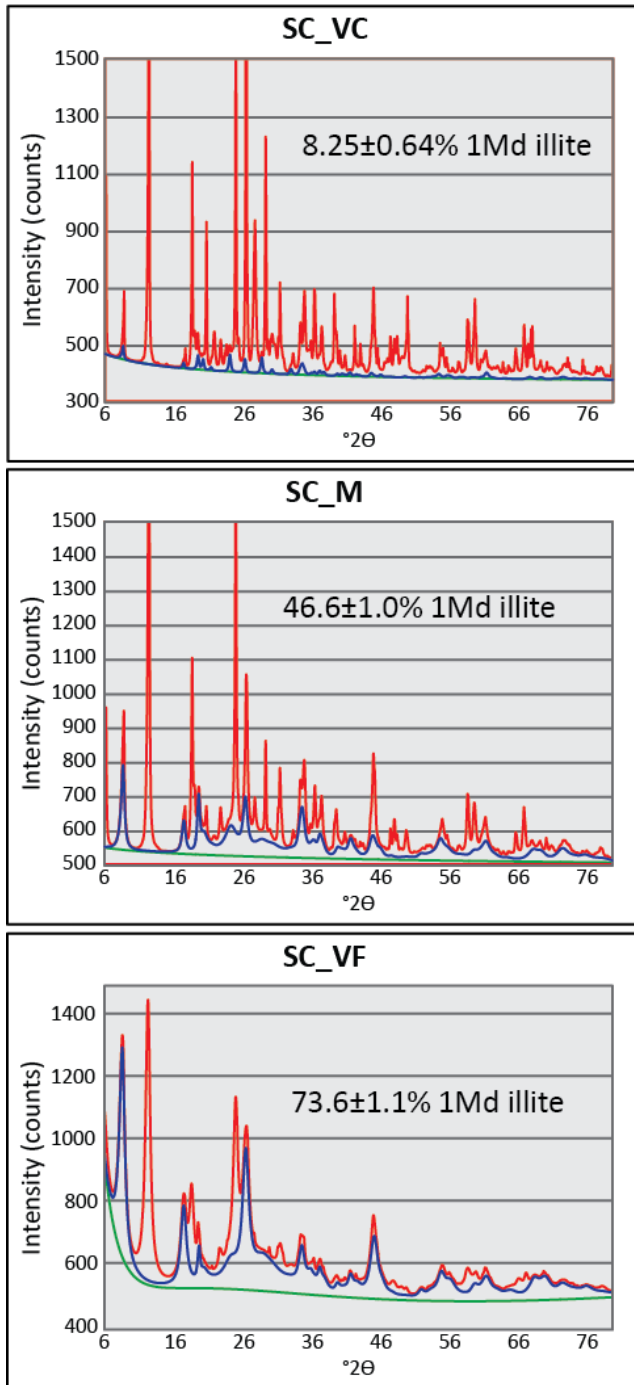 SC_VC
Intensity (counts)
1500
1300
1100
900
700
500
300
8.25±0.64% 1Md illite
6 16 26 36 46 56 66 76
°2Θ
SC_M
Intensity (counts)
1500
1400
1300
1200
1100
1000
900
800
700
600
500
46.6±1.0% 1Md illite
6 16 26 36 46 56 66 76
°2Θ
SC_VF
Intensity (counts)
1400
1200
1000
800
600
400
73.6±1.1% 1Md illite
6 16 26 36 46 56 66 76
°2Θ